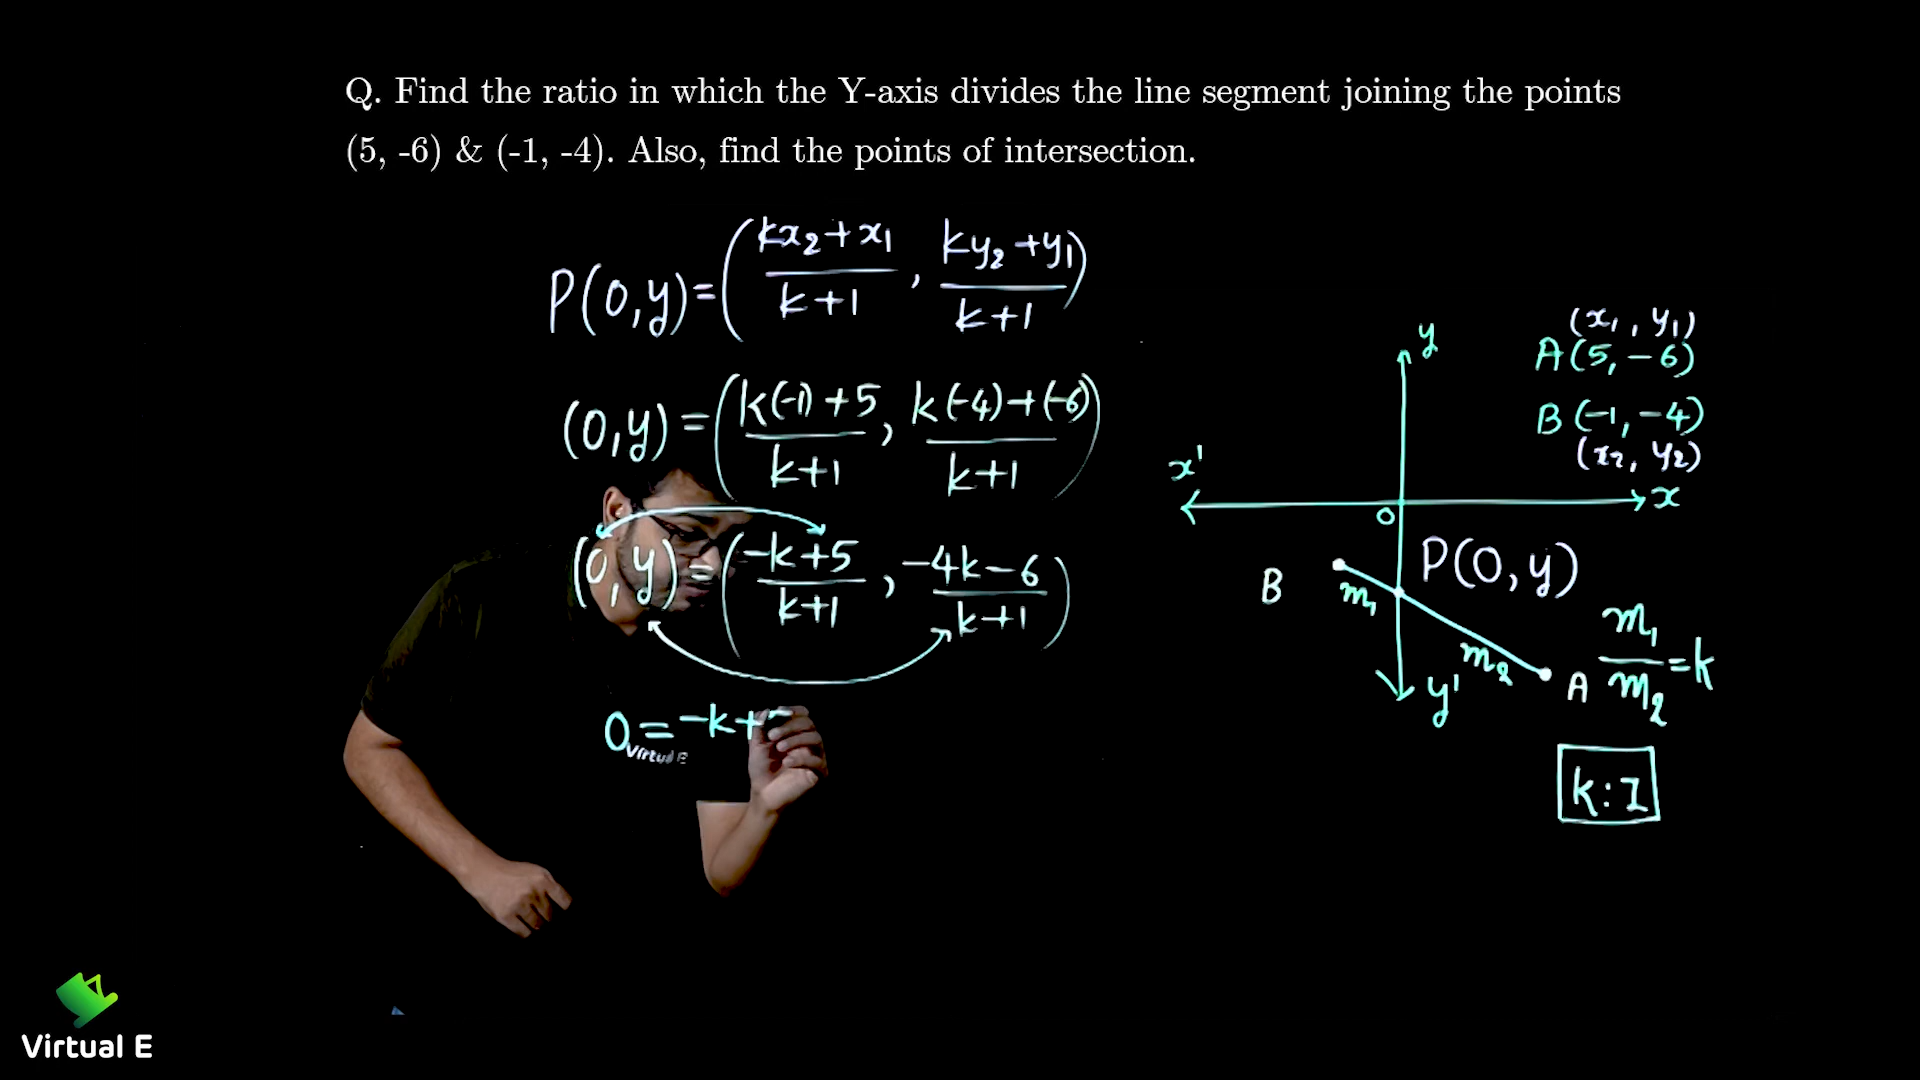 Q. Find the ratio in which the Y-axis divides the line segment joining the points
(5, -6) & (-1, -4). Also, find the points of intersection.
P(0,y)=((kx₂+x₁)/(k+1), (ky₂+y₁)/(k+1))
(0,y)=((k(-1)+5)/(k+1), (k(-4)+(-6))/(k+1))
(0,y)=((-k+5)/(k+1), (-4k-6)/(k+1))
0=-k+
Virtual E
y
(x₁, y₁)
A(5, -6)
B(-1, -4)
(x₂, y₂)
x'
x
0
P(0,y)
B
m₁
m₂
A
m₁/m₂=k
y'
k:1
Virtual E